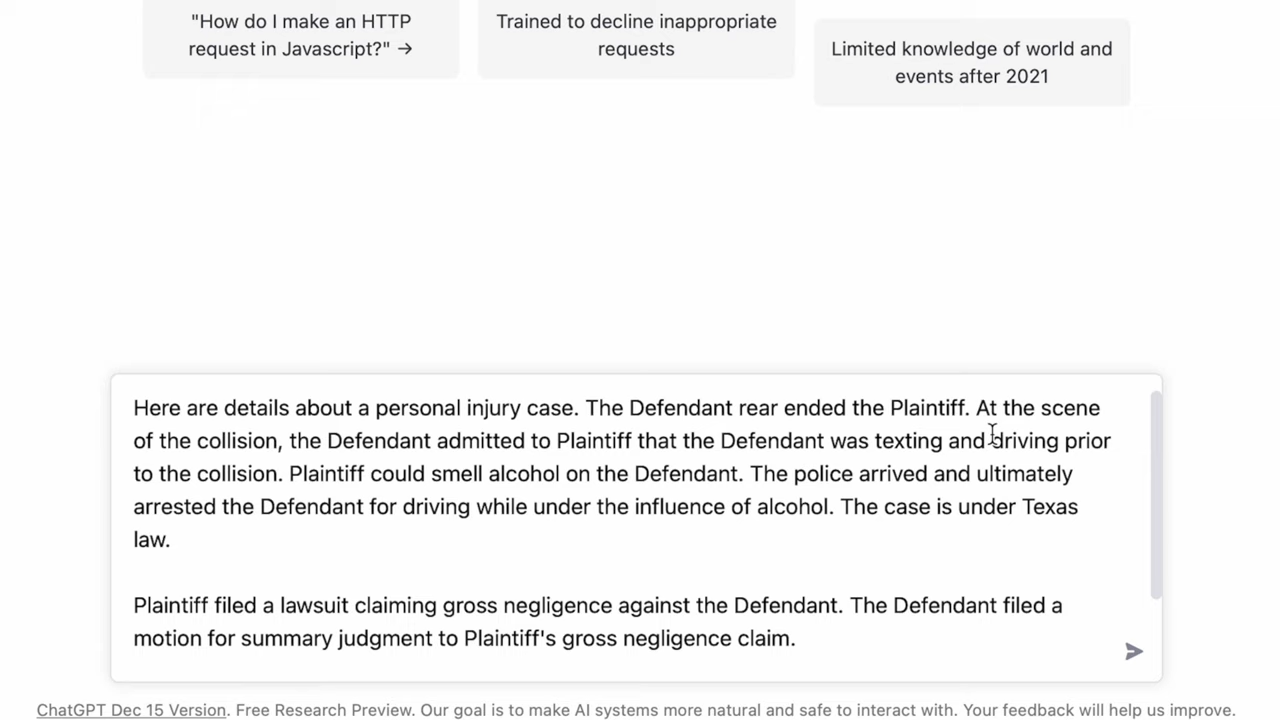 "How do I make an HTTP
request in Javascript?" →
Trained to decline inappropriate
requests
Limited knowledge of world and
events after 2021
Here are details about a personal injury case. The Defendant rear ended the Plaintiff. At the scene
of the collision, the Defendant admitted to Plaintiff that the Defendant was texting and driving prior
to the collision. Plaintiff could smell alcohol on the Defendant. The police arrived and ultimately
arrested the Defendant for driving while under the influence of alcohol. The case is under Texas
law.
Plaintiff filed a lawsuit claiming gross negligence against the Defendant. The Defendant filed a
motion for summary judgment to Plaintiff's gross negligence claim.
ChatGPT Dec 15 Version. Free Research Preview. Our goal is to make AI systems more natural and safe to interact with. Your feedback will help us improve.